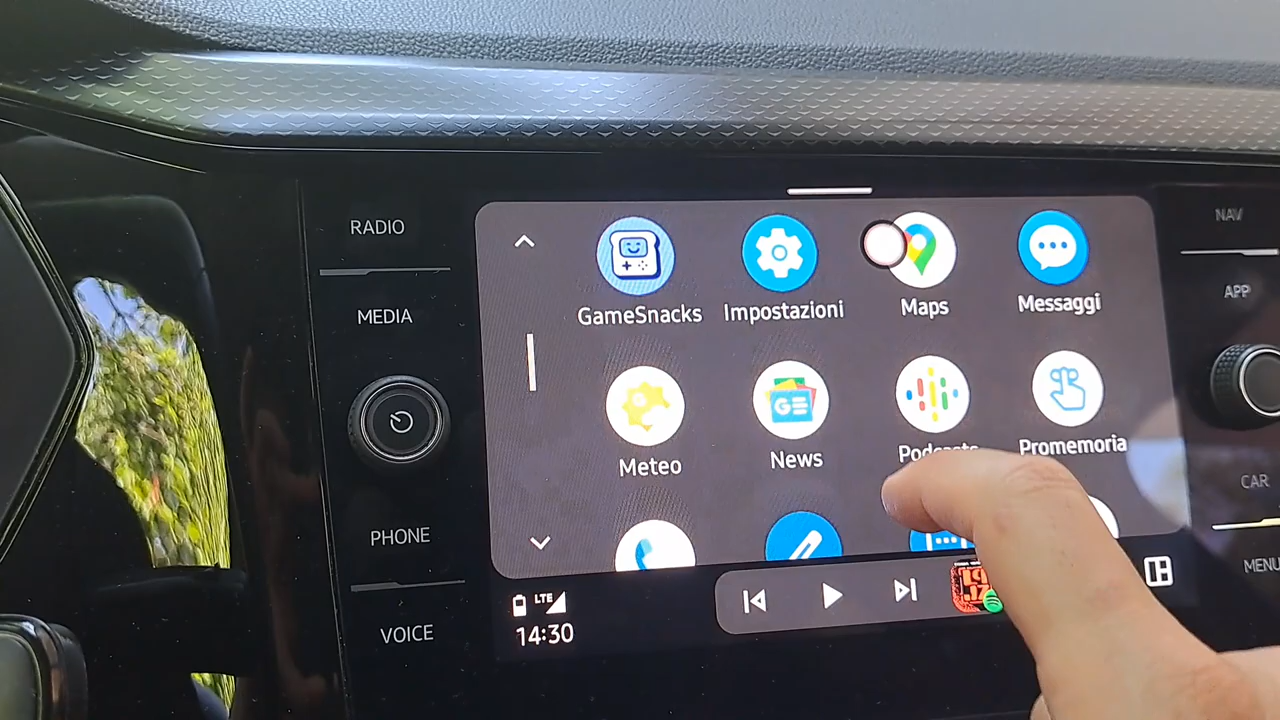 RADIO
MEDIA
PHONE
VOICE
GameSnacks
Impostazioni
Maps
Messaggi
Meteo
News
GE
Podcasts
Promemoria
LTE
14:30
NAV
APP
CAR
MENU